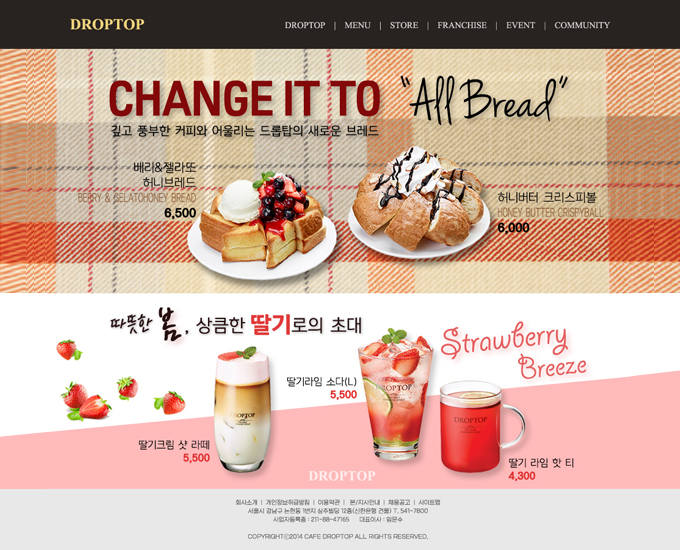 DROPTOP
DROPTOP | MENU | STORE | FRANCHISE | EVENT | COMMUNITY
CHANGE IT TO "All Bread"
깊고 풍부한 커피와 어울리는 드롭탑의 새로운 브레드
베리&젤라또
허니브레드
BERRY & GELATOHONEY BREAD
6,500
허니버터 크리스피볼
HONEY BUTTER CRISPYBALL
6,000
따뜻한 봄, 상큼한 딸기로의 초대
Strawberry
Breeze
딸기라임 소다(L)
5,500
DROPTOP
DROPTOP
DROPTOP
딸기크림 샷 라떼
5,500
딸기 라임 핫 티
4,300
DROPTOP
회사소개 | 개인정보취급방침 | 이용약관 | 본/지사안내 | 채용공고 | 사이트맵
서울시 강남구 논현동 1번지 삼주빌딩 12층(신한은행 건물) T. 541-7800
사업자등록증 : 211-88-47165 대표이사 : 임문수
COPYRIGHTⓒ2014 CAFE DROPTOP ALL RIGHTS RESERVED.